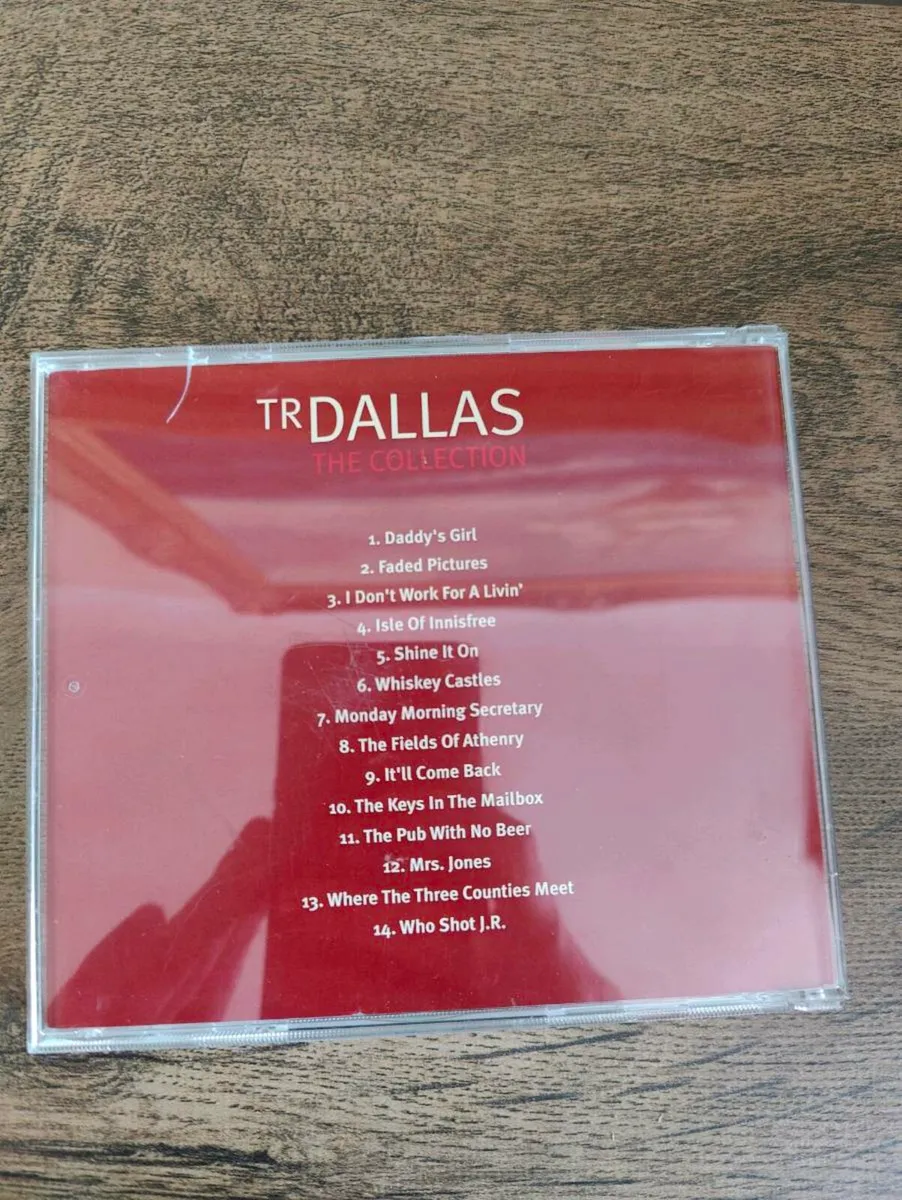 TR DALLAS
THE COLLECTION
1. Daddy's Girl
2. Faded Pictures
3. I Don't Work For A Livin'
4. Isle Of Innisfree
5. Shine It On
6. Whiskey Castles
7. Monday Morning Secretary
8. The Fields Of Athenry
9. It'll Come Back
10. The Keys In The Mailbox
11. The Pub With No Beer
12. Mrs. Jones
13. Where The Three Counties Meet
14. Who Shot J.R.